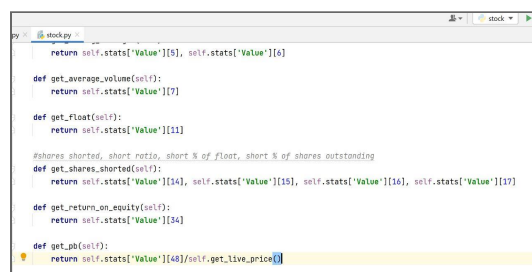 stock
py
stock.py
return self.stats['Value'][5], self.stats['Value'][6]
def get_average_volume(self):
return self.stats['Value'][7]
def get_float(self):
return self.stats['Value'][11]
#shares shorted, short ratio, short % of float, short % of shares outstanding
def get_shares_shorted(self):
return self.stats['Value'][14], self.stats['Value'][15], self.stats['Value'][16], self.stats['Value'][17]
def get_return_on_equity(self):
return self.stats['Value'][34]
def get_pb(self):
return self.stats['Value'][48]/self.get_live_price()